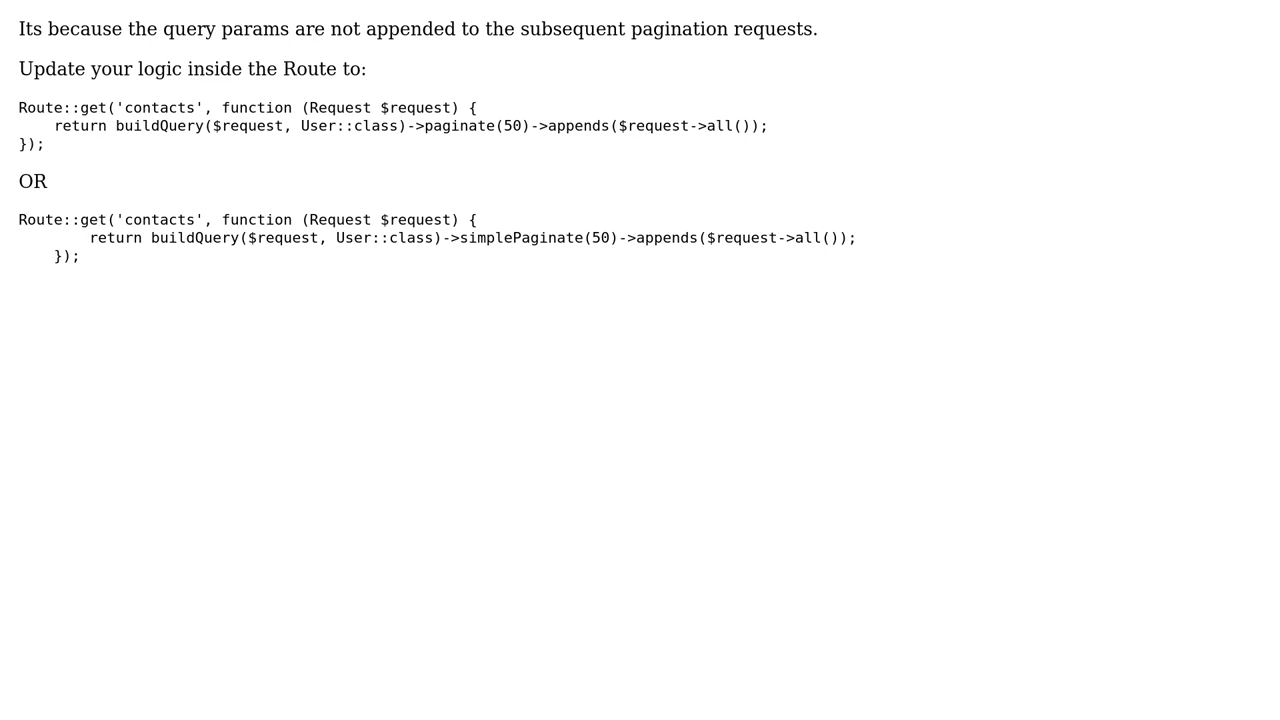 Its because the query params are not appended to the subsequent pagination requests.
Update your logic inside the Route to:
Route::get('contacts', function (Request $request) {
    return buildQuery($request, User::class)->paginate(50)->appends($request->all());
});
OR
Route::get('contacts', function (Request $request) {
        return buildQuery($request, User::class)->simplePaginate(50)->appends($request->all());
    });